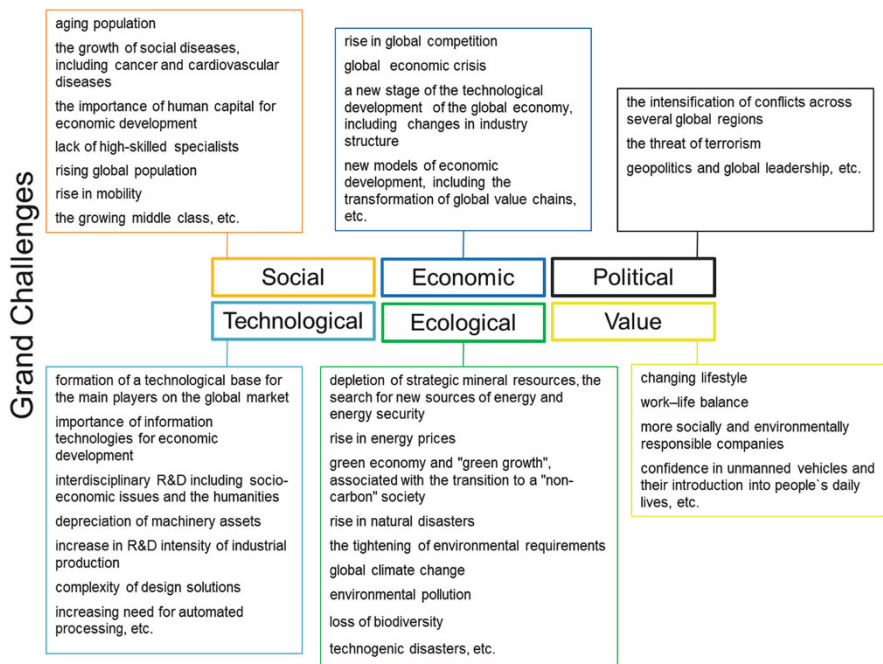 Grand Challenges
aging population
the growth of social diseases,
including cancer and cardiovascular
diseases
the importance of human capital for
economic development
lack of high-skilled specialists
rising global population
rise in mobility
the growing middle class, etc.
rise in global competition
global economic crisis
a new stage of the technological
development of the global economy,
including changes in industry
structure
new models of economic
development, including the
transformation of global value chains,
etc.
the intensification of conflicts across
several global regions
the threat of terrorism
geopolitics and global leadership, etc.
Social
Economic
Political
Technological
Ecological
Value
formation of a technological base for
the main players on the global market
importance of information
technologies for economic
development
interdisciplinary R&D including socio-
economic issues and the humanities
depreciation of machinery assets
increase in R&D intensity of industrial
production
complexity of design solutions
increasing need for automated
processing, etc.
depletion of strategic mineral resources, the
search for new sources of energy and
energy security
rise in energy prices
green economy and "green growth",
associated with the transition to a "non-
carbon" society
rise in natural disasters
the tightening of environmental requirements
global climate change
environmental pollution
loss of biodiversity
technogenic disasters, etc.
changing lifestyle
work–life balance
more socially and environmentally
responsible companies
confidence in unmanned vehicles and
their introduction into people`s daily
lives, etc.